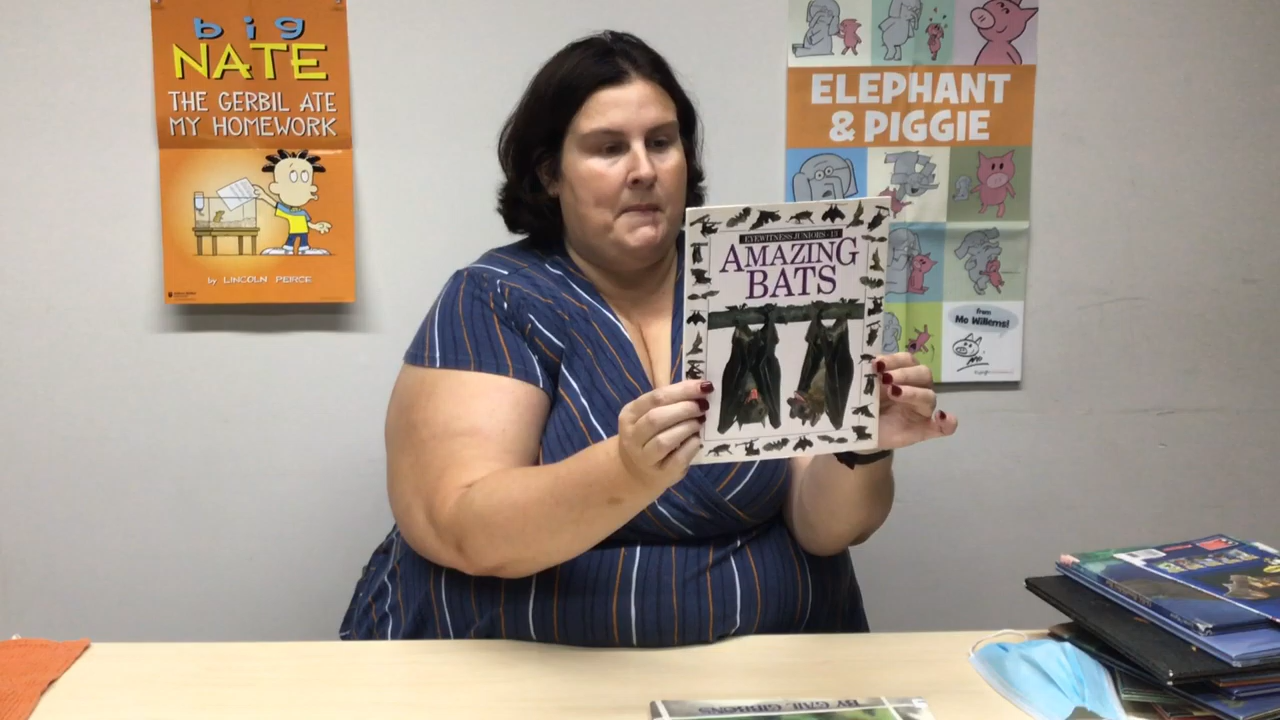 big
NATE
THE GERBIL ATE
MY HOMEWORK
by LINCOLN PEIRCE
ELEPHANT
& PIGGIE
from
Mo Willems!
EYEWITNESS JUNIORS · 13
AMAZING
BATS
BY GAIL GIBBONS